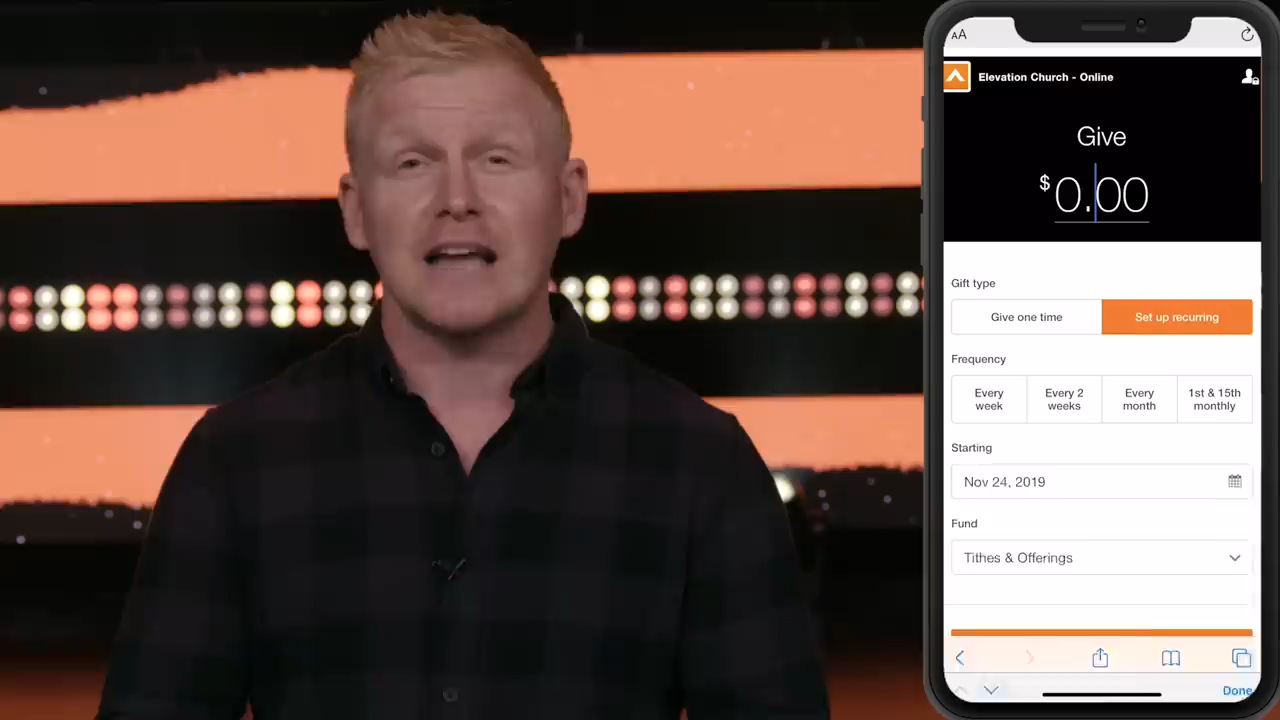 AA
Elevation Church - Online
Give
$0.00
Gift type
Give one time
Set up recurring
Frequency
Every
week
Every 2
weeks
Every
month
1st & 15th
monthly
Starting
Nov 24, 2019
Fund
Tithes & Offerings
Done